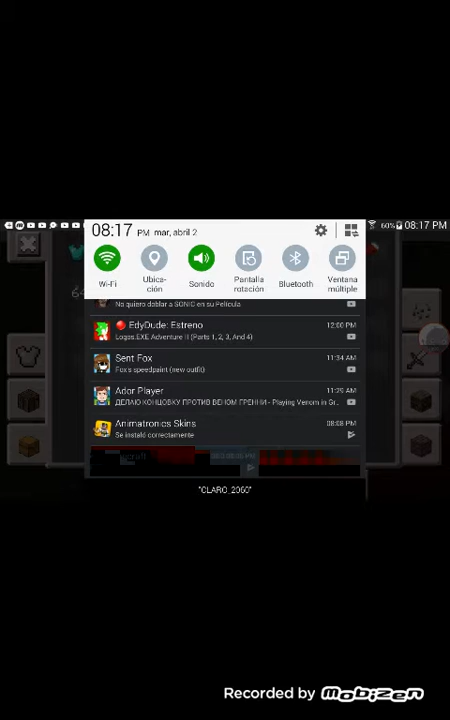 60% 08:17 PM
08:17 PM mar, abril 2
Wi-Fi
Ubica-
ción
Sonido
Pantalla
rotación
Bluetooth
Ventana
múltiple
No quiero doblar a SONIC en su Película
EdyDude: Estreno 12:00 PM
Logos.EXE Adventure II (Parts 1, 2, 3, And 4)
Sent Fox 11:34 AM
Fox's speedpaint (new outfit)
Ador Player 11:29 AM
ДЕЛАЮ КОНЦОВКУ ПРОТИВ ВЕНОМ ГРЕННИ - Playing Venom in Gr...
Animatronics Skins 08:08 PM
Se instaló correctamente
"CLARO_2060"
Recorded by Mobizen